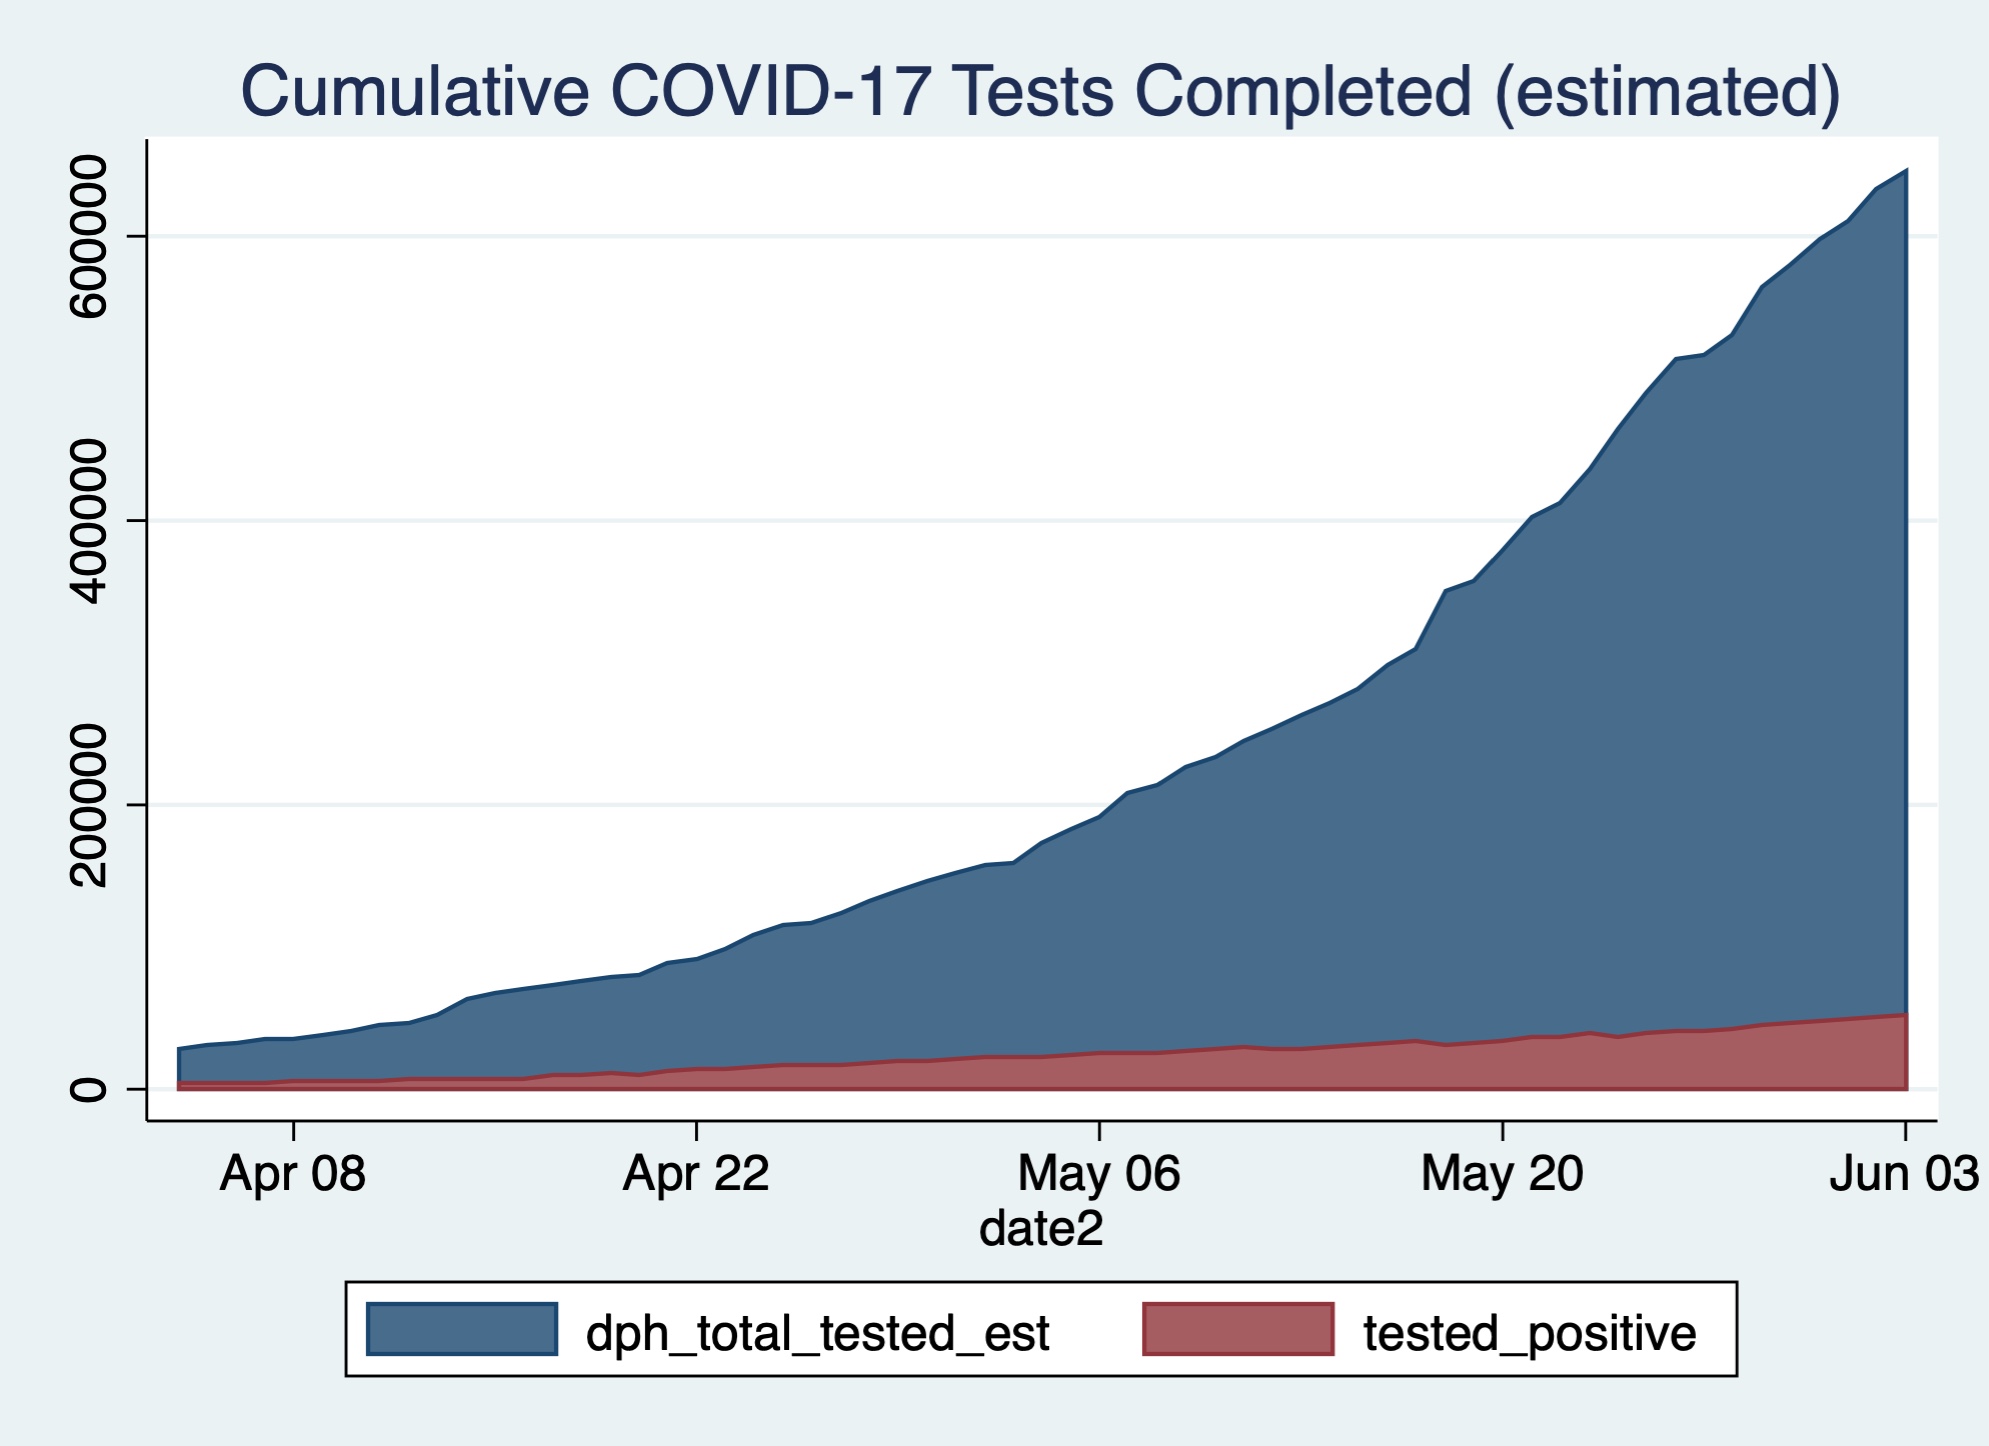 Cumulative COVID-17 Tests Completed (estimated)
600000
400000
200000
0
Apr 08 Apr 22 May 06 May 20 Jun 03
date2
dph_total_tested_est tested_positive